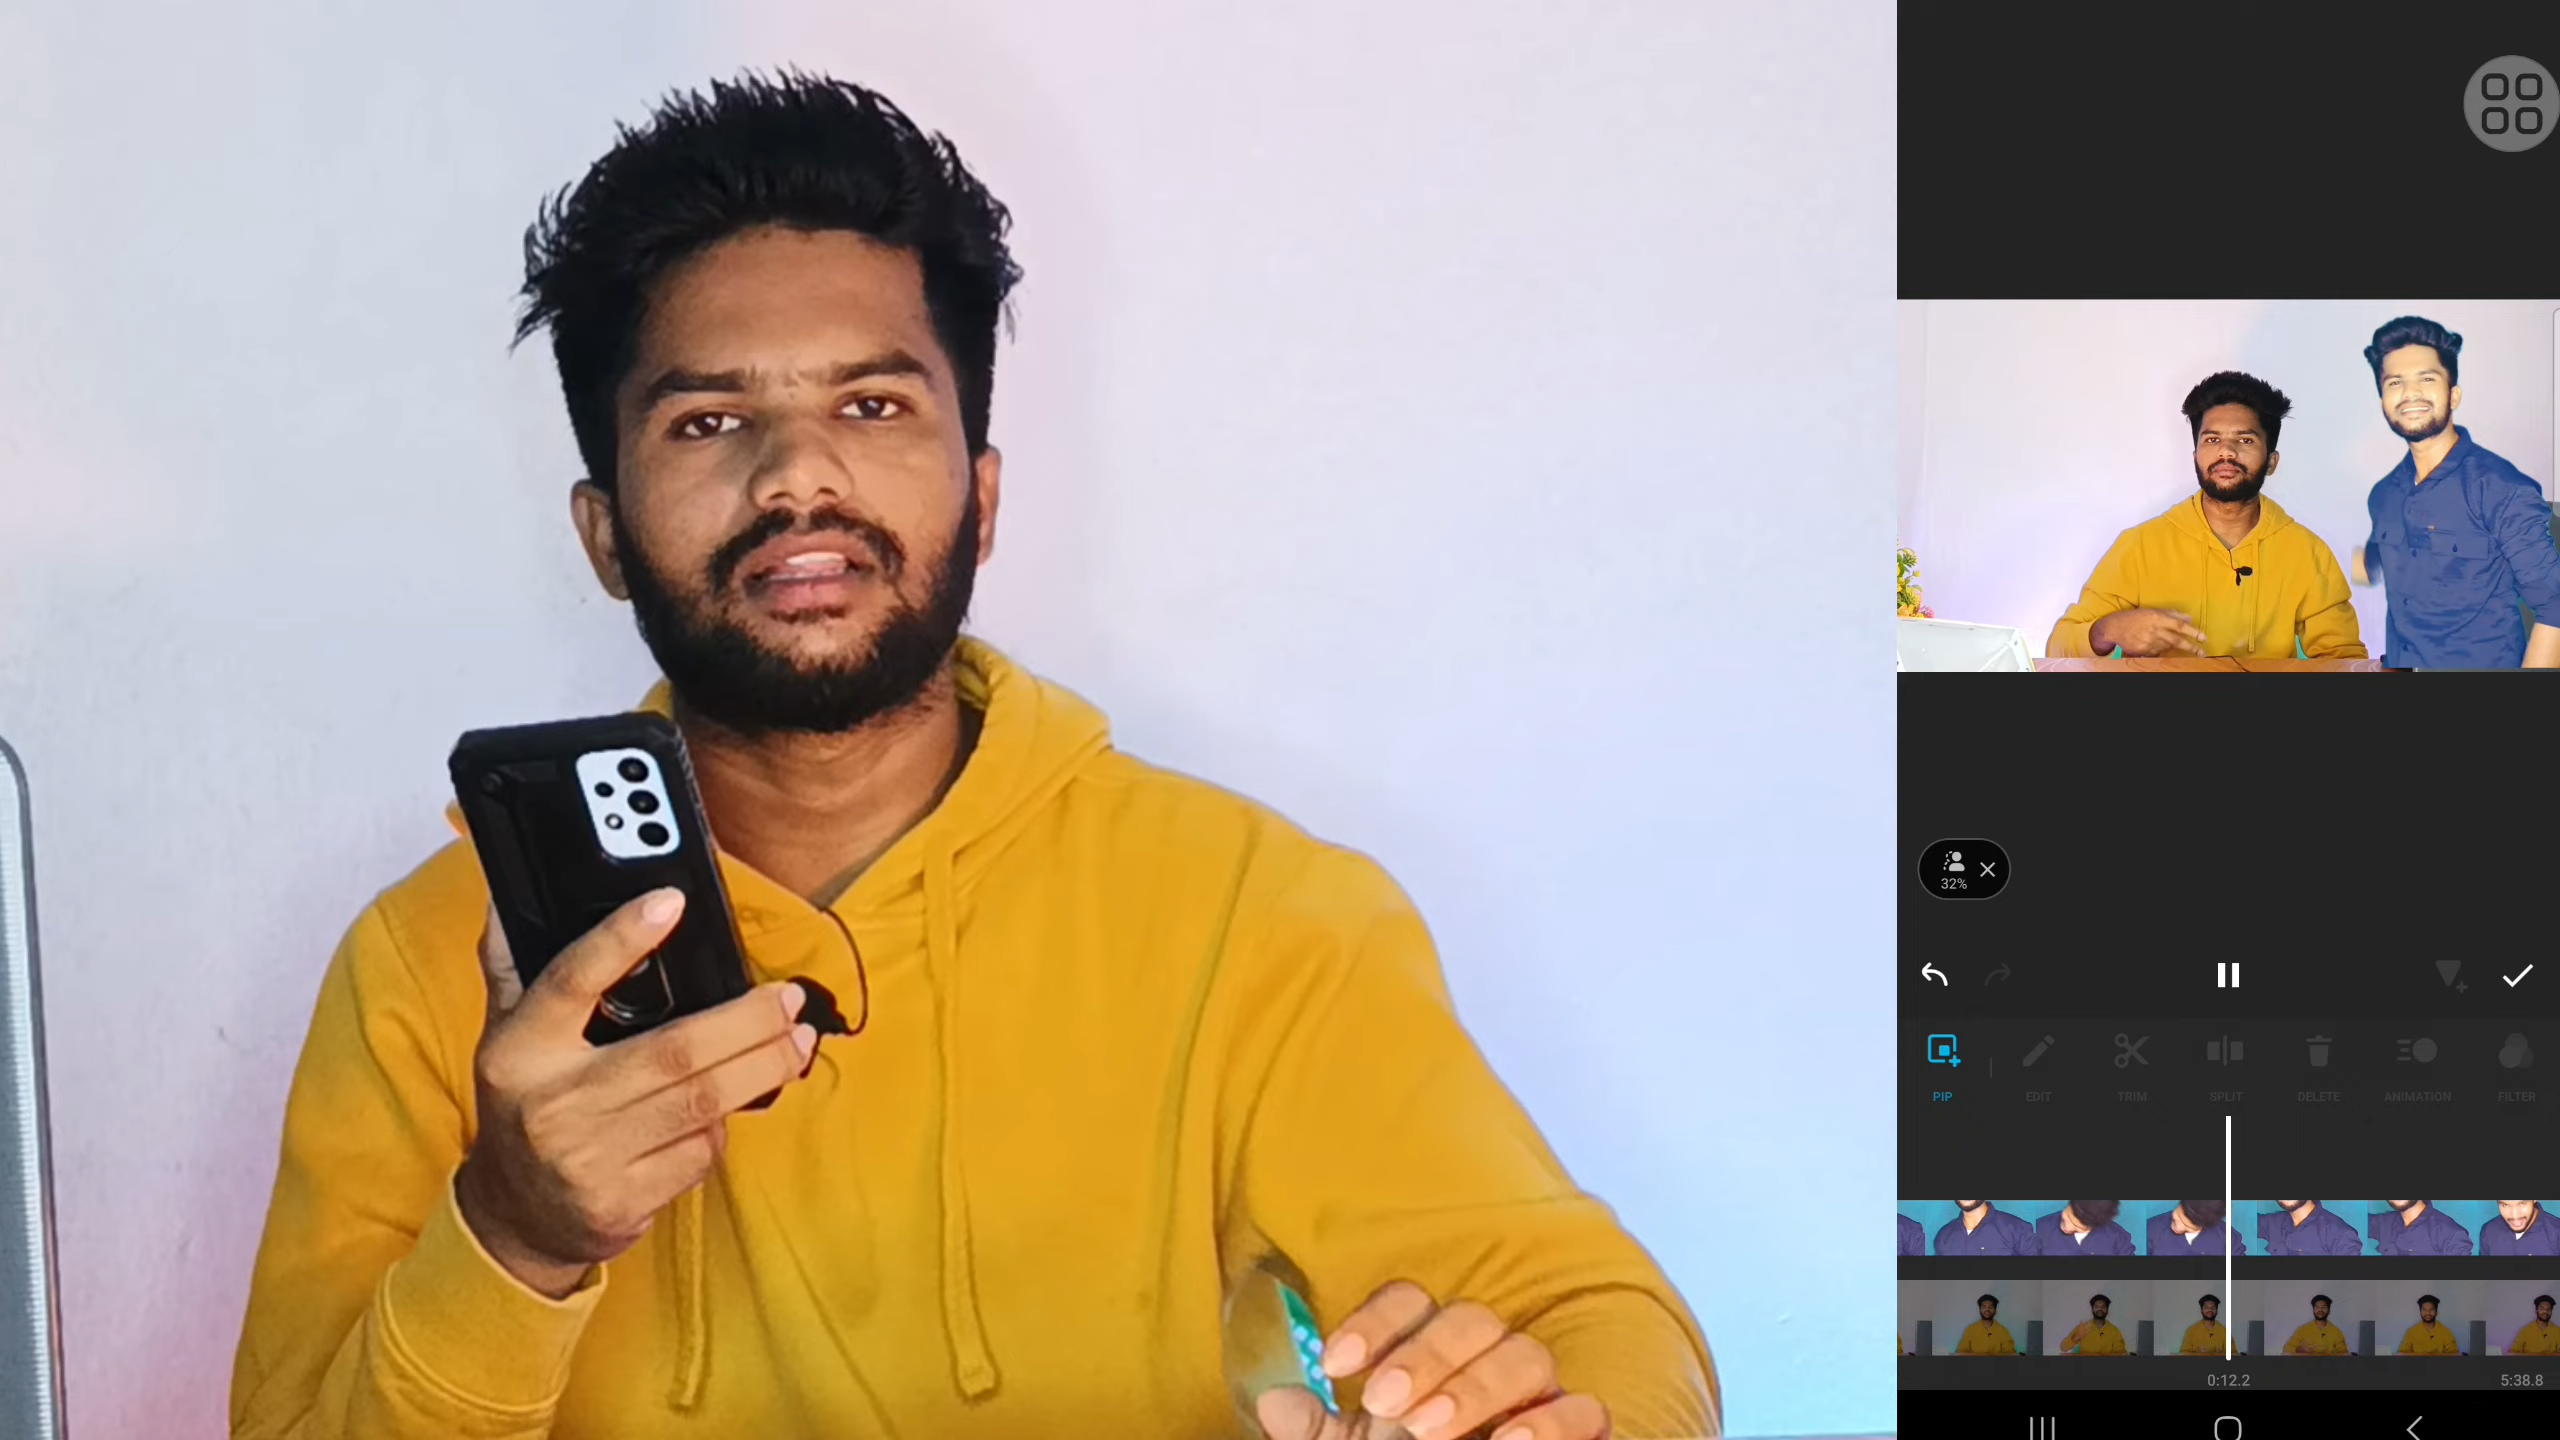 32%
PIP
EDIT
TRIM
SPLIT
DELETE
ANIMATION
FILTER
0:12.2
5:38.8